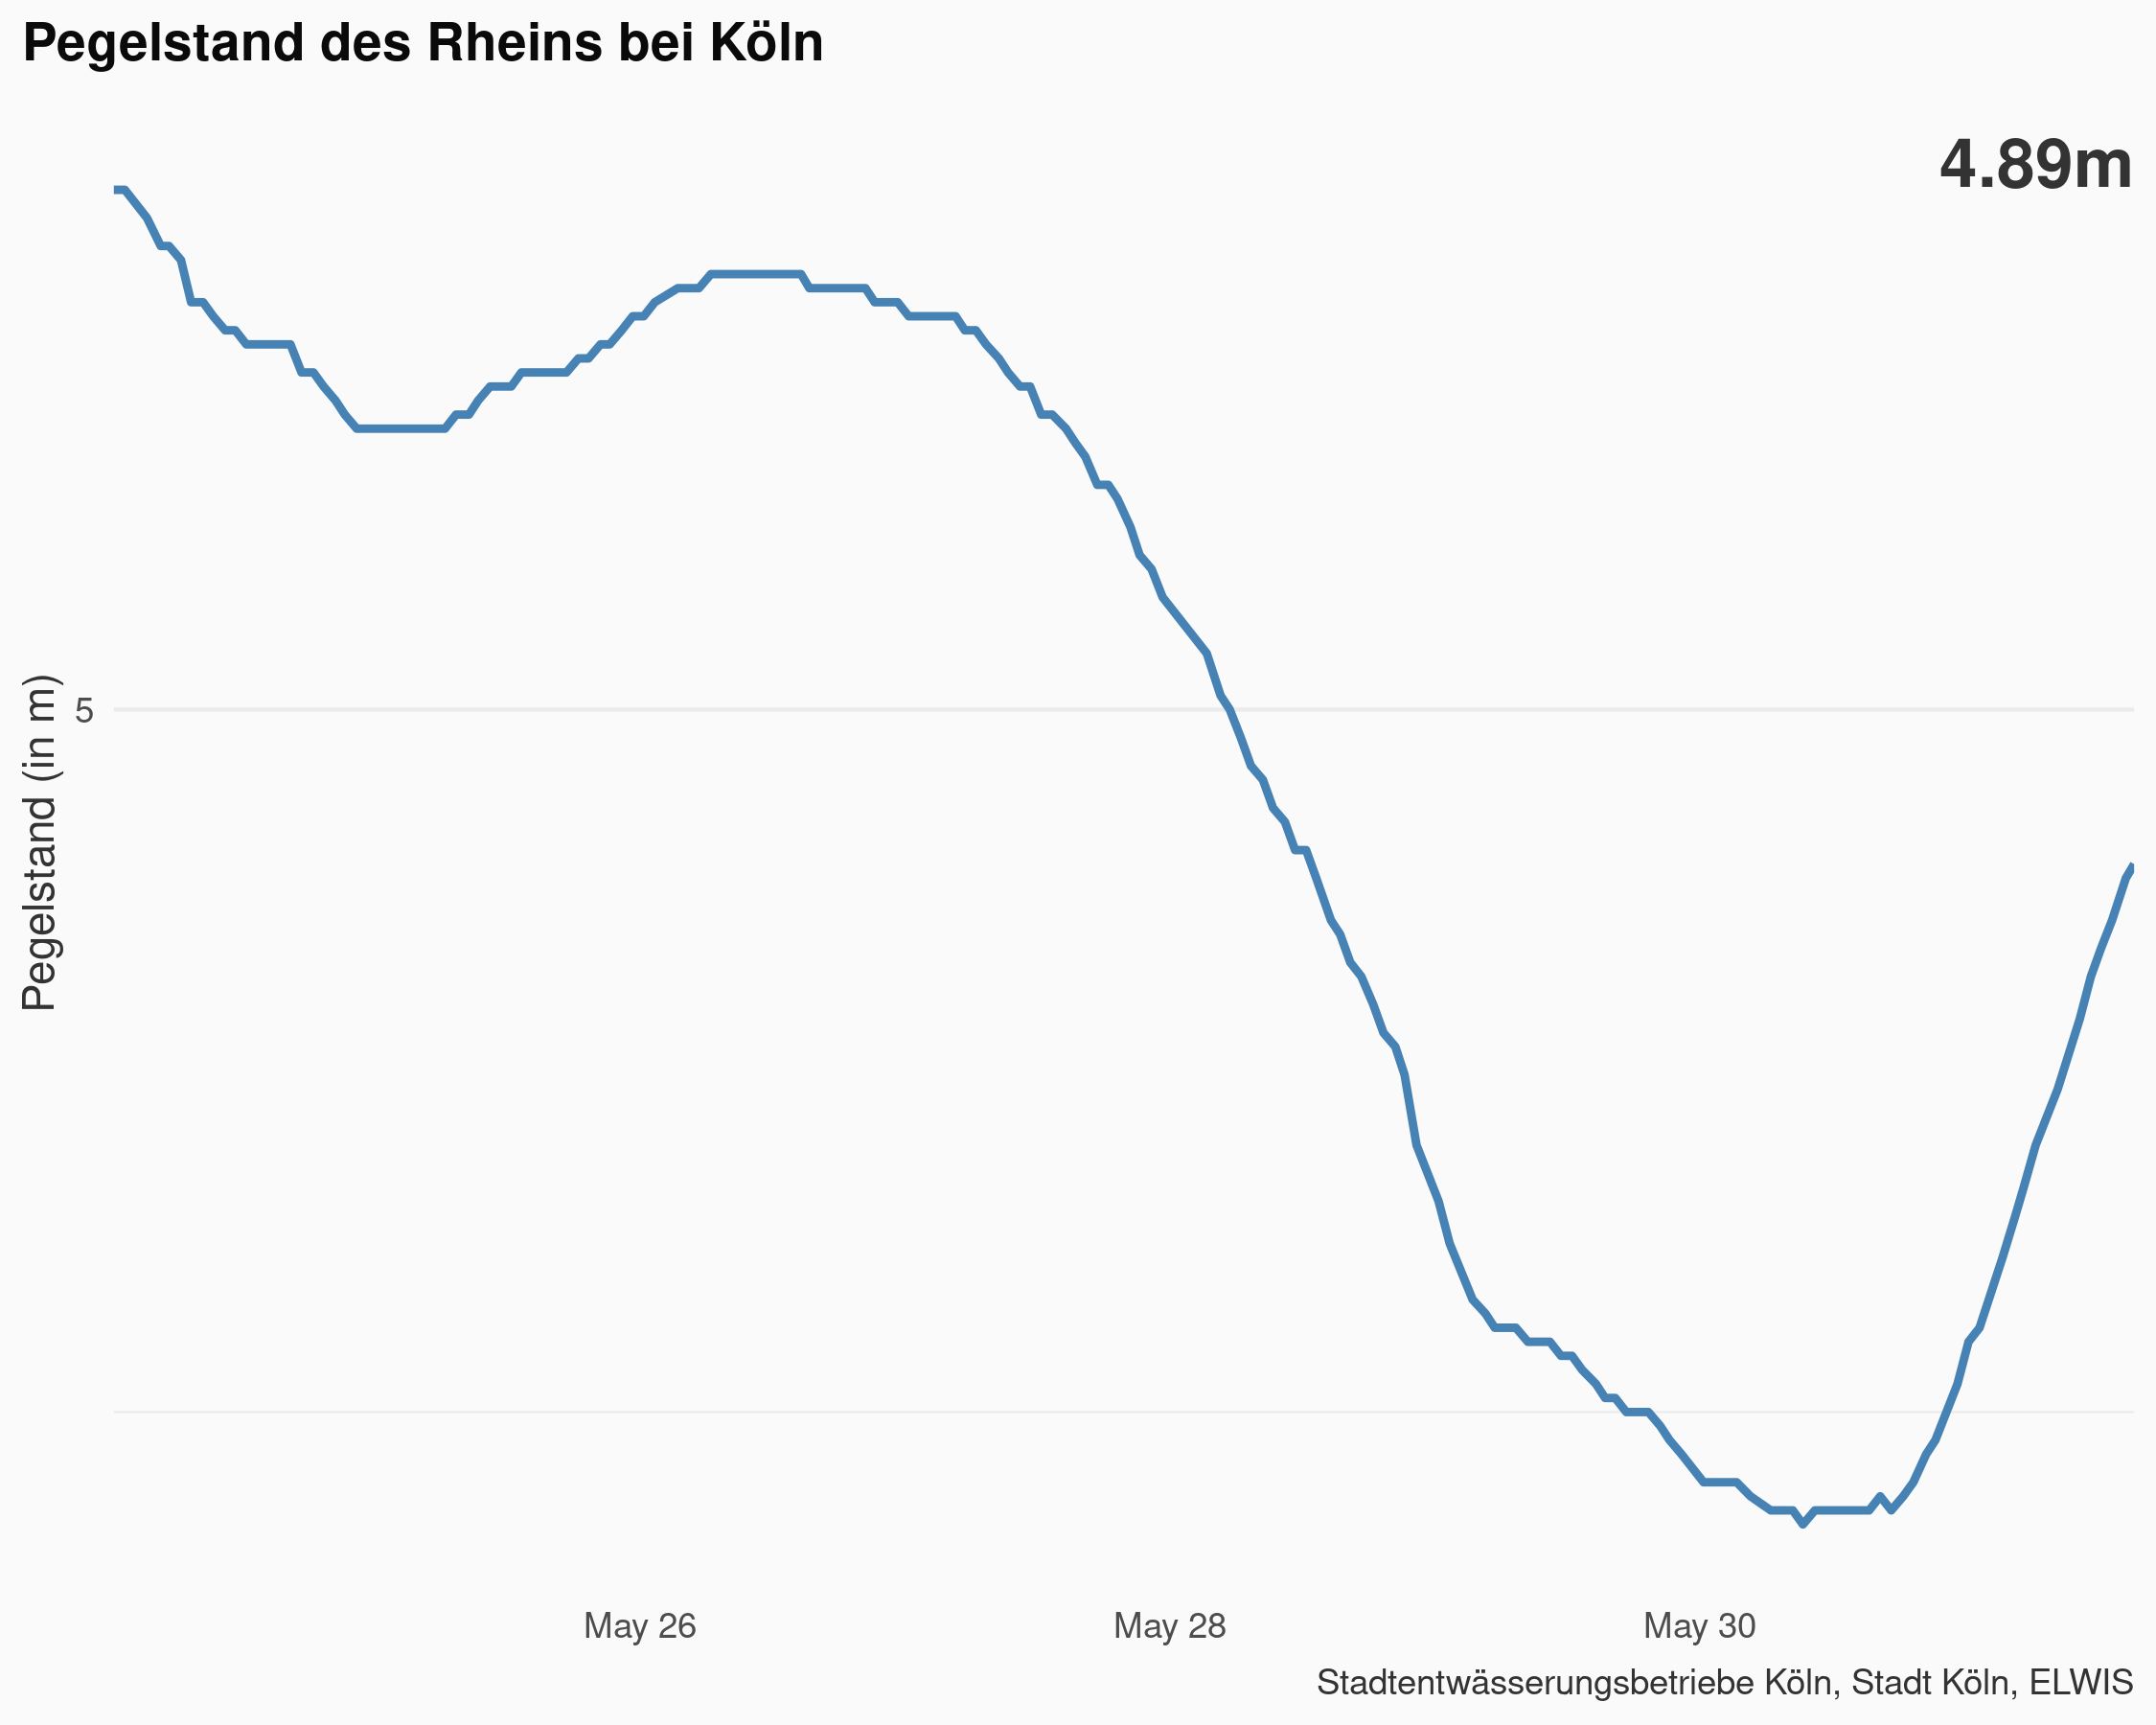 Pegelstand des Rheins bei Köln
4.89m
Pegelstand (in m)
5
May 26
May 28
May 30
Stadtentwässerungsbetriebe Köln, Stadt Köln, ELWIS